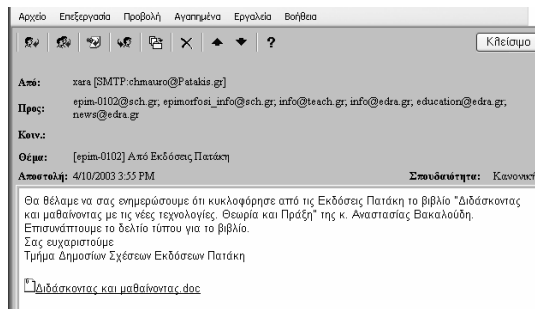 Αρχείο Επεξεργασία Προβολή Αγαπημένα Εργαλεία Βοήθεια
Κλείσιμο
Από: xara [SMTP:chmauro@Patakis.gr]
Προς: epim-0102@sch.gr; epimorfosi_info@sch.gr; info@teach.gr; info@edra.gr; education@edra.gr;
news@edra.gr
Κοιν.:
Θέμα: [epim-0102] Από Εκδόσεις Πατάκη
Αποστολή: 4/10/2003 3:55 PM Σπουδαιότητα: Κανονική
Θα θέλαμε να σας ενημερώσουμε ότι κυκλοφόρησε από τις Εκδόσεις Πατάκη το βιβλίο "Διδάσκοντας
και μαθαίνοντας με τις νέες τεχνολογίες. Θεωρία και Πράξη" της κ. Αναστασίας Βακαλούδη.
Επισυνάπτουμε το δελτίο τύπου για το βιβλίο.
Σας ευχαριστούμε
Τμήμα Δημοσίων Σχέσεων Εκδόσεων Πατάκη
Διδάσκοντας και μαθαίνοντας.doc